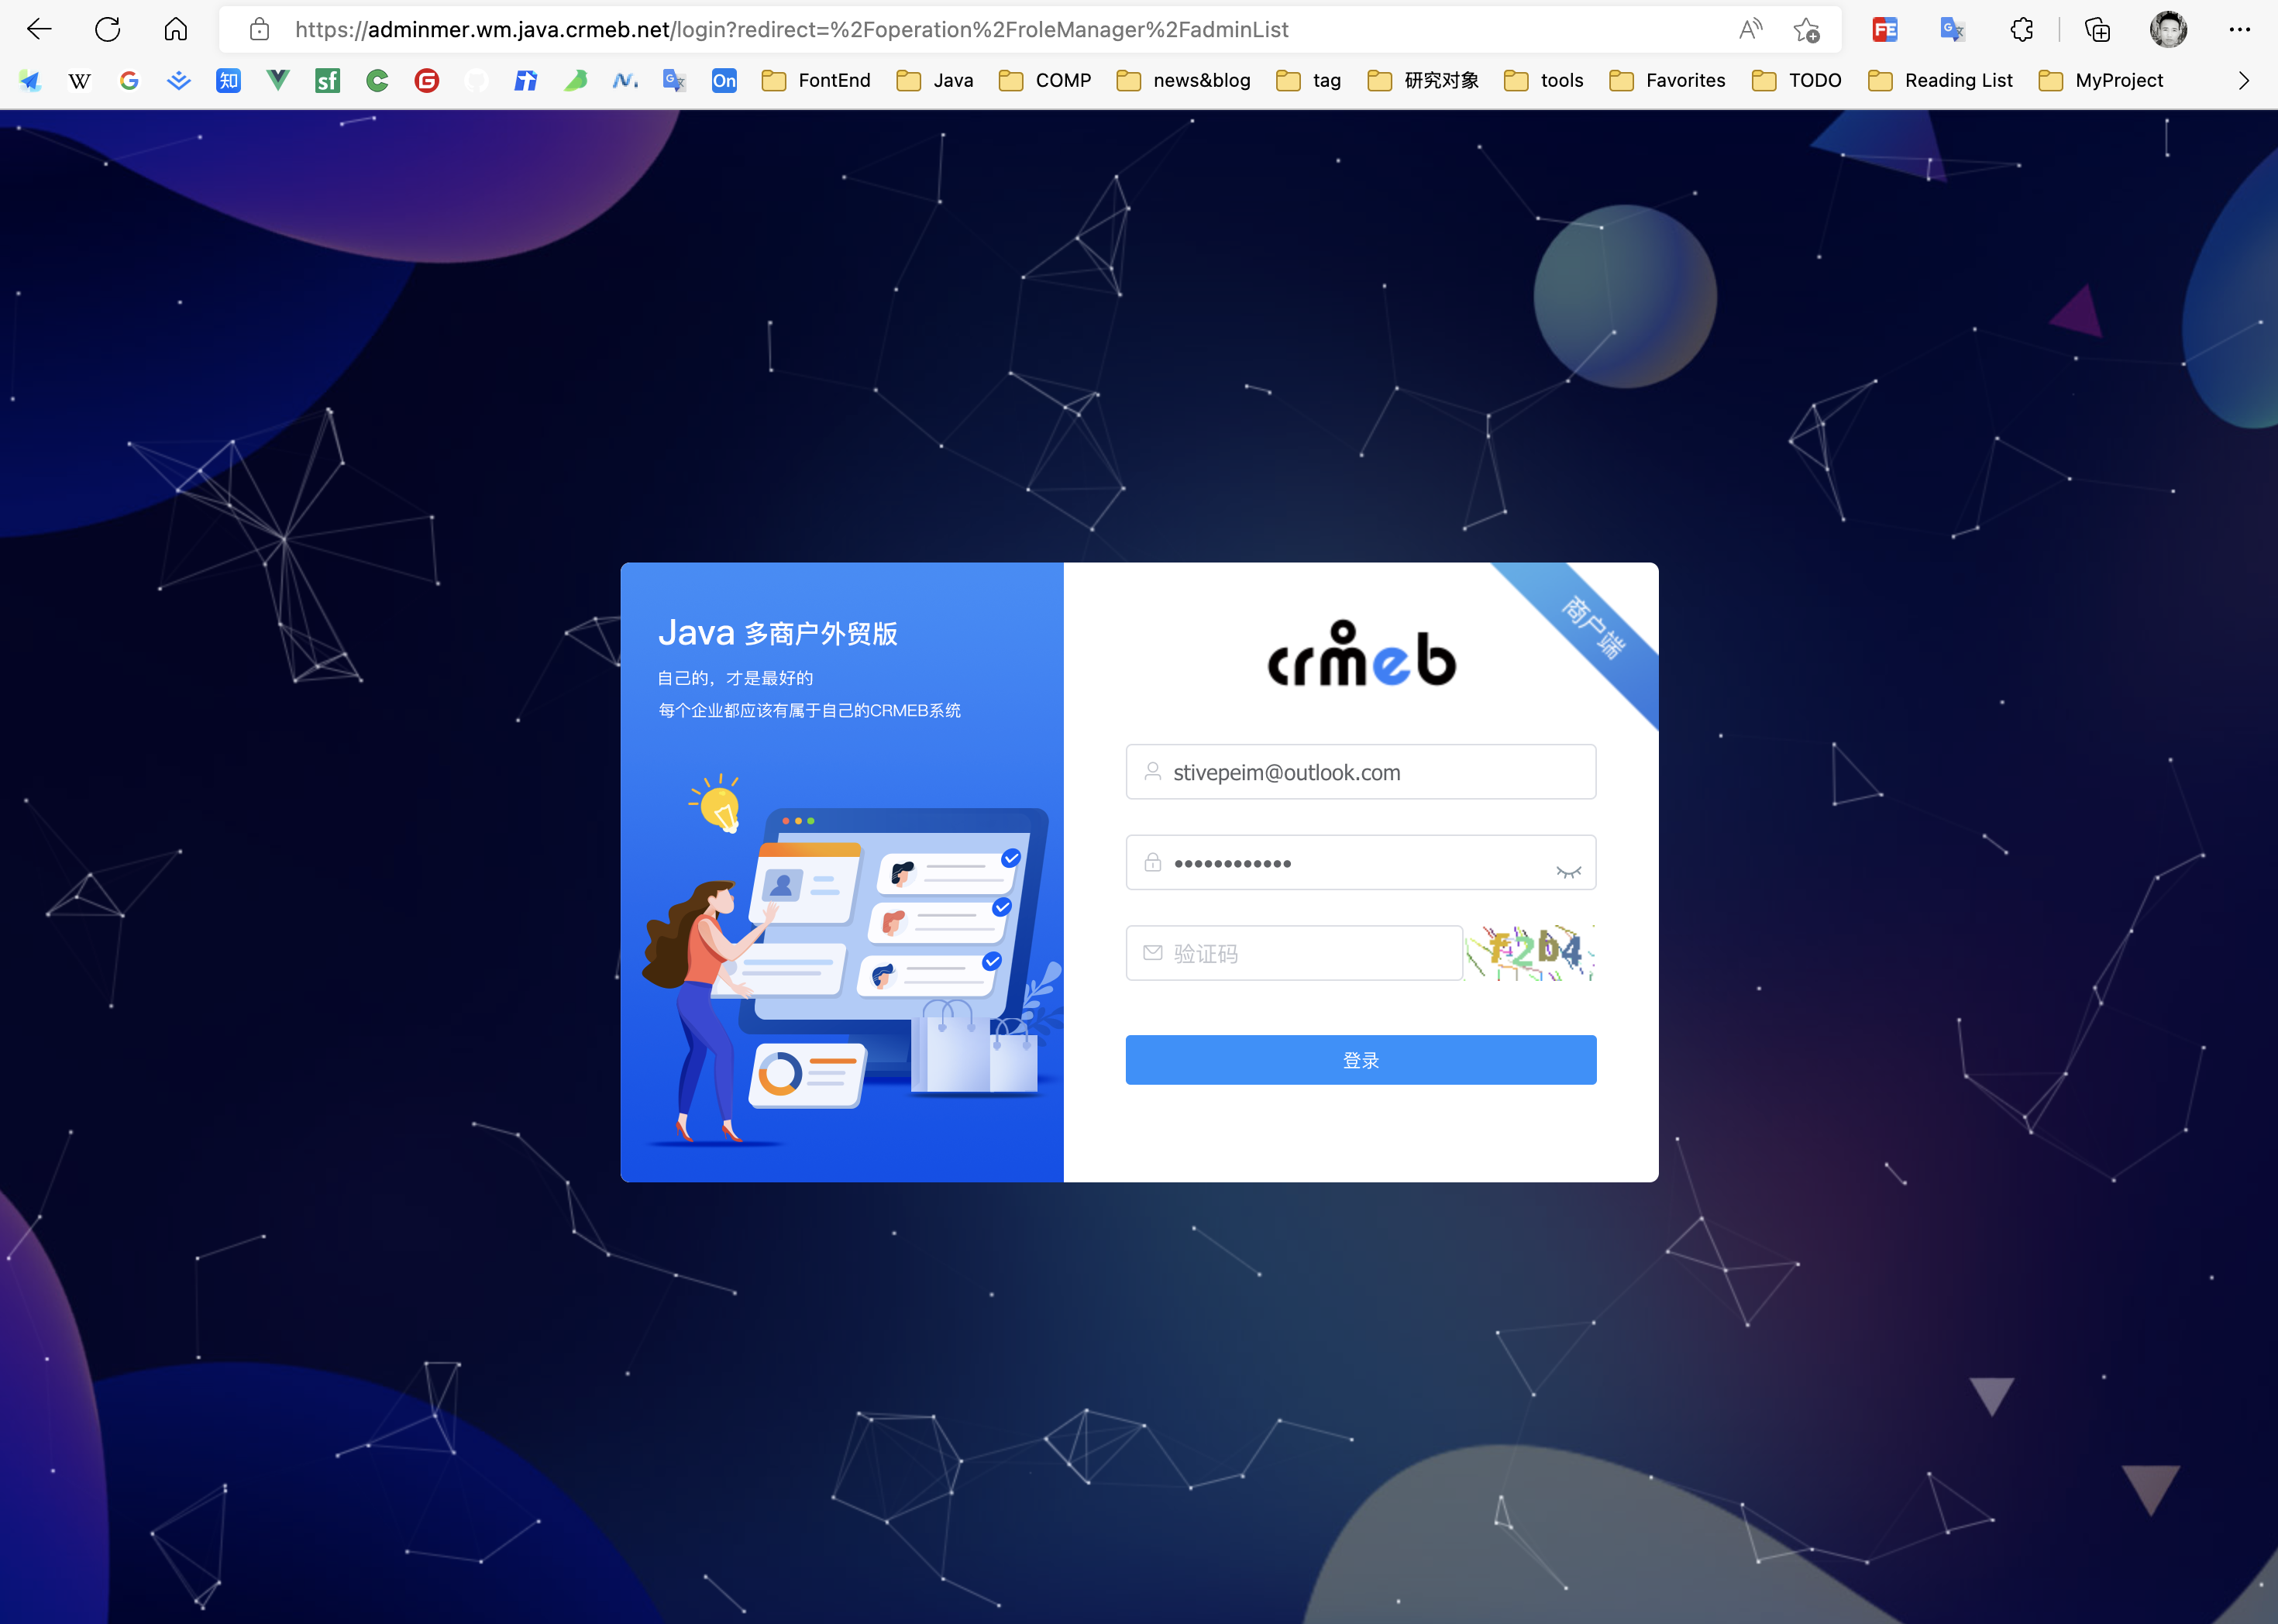 https://adminmer.wm.java.crmeb.net/login?redirect=%2Foperation%2FroleManager%2FadminList
FontEnd Java COMP news&blog tag 研究对象 tools Favorites TODO Reading List MyProject
Java 多商户外贸版
自己的，才是最好的
每个企业都应该有属于自己的CRMEB系统
crmeb
商户端
stivepeim@outlook.com
验证码
f2b4
登录